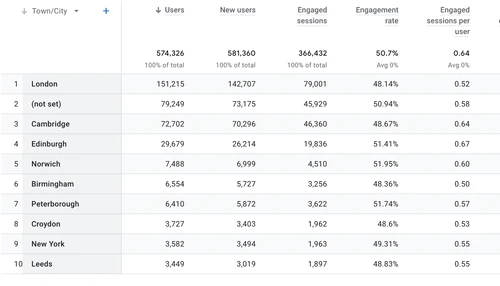 Town/City + ↓ Users New users Engaged sessions Engagement rate Engaged sessions per user
574,326 581,360 366,432 50.7% 0.64
100% of total 100% of total 100% of total Avg 0% Avg 0%
1 London 151,215 142,707 79,001 48.14% 0.52
2 (not set) 79,249 73,175 45,929 50.94% 0.58
3 Cambridge 72,702 70,296 46,360 48.67% 0.64
4 Edinburgh 29,679 26,214 19,836 51.41% 0.67
5 Norwich 7,488 6,999 4,510 51.95% 0.60
6 Birmingham 6,554 5,727 3,256 48.36% 0.50
7 Peterborough 6,410 5,872 3,622 51.74% 0.57
8 Croydon 3,727 3,403 1,962 48.6% 0.53
9 New York 3,582 3,494 1,963 49.31% 0.55
10 Leeds 3,449 3,019 1,897 48.83% 0.55